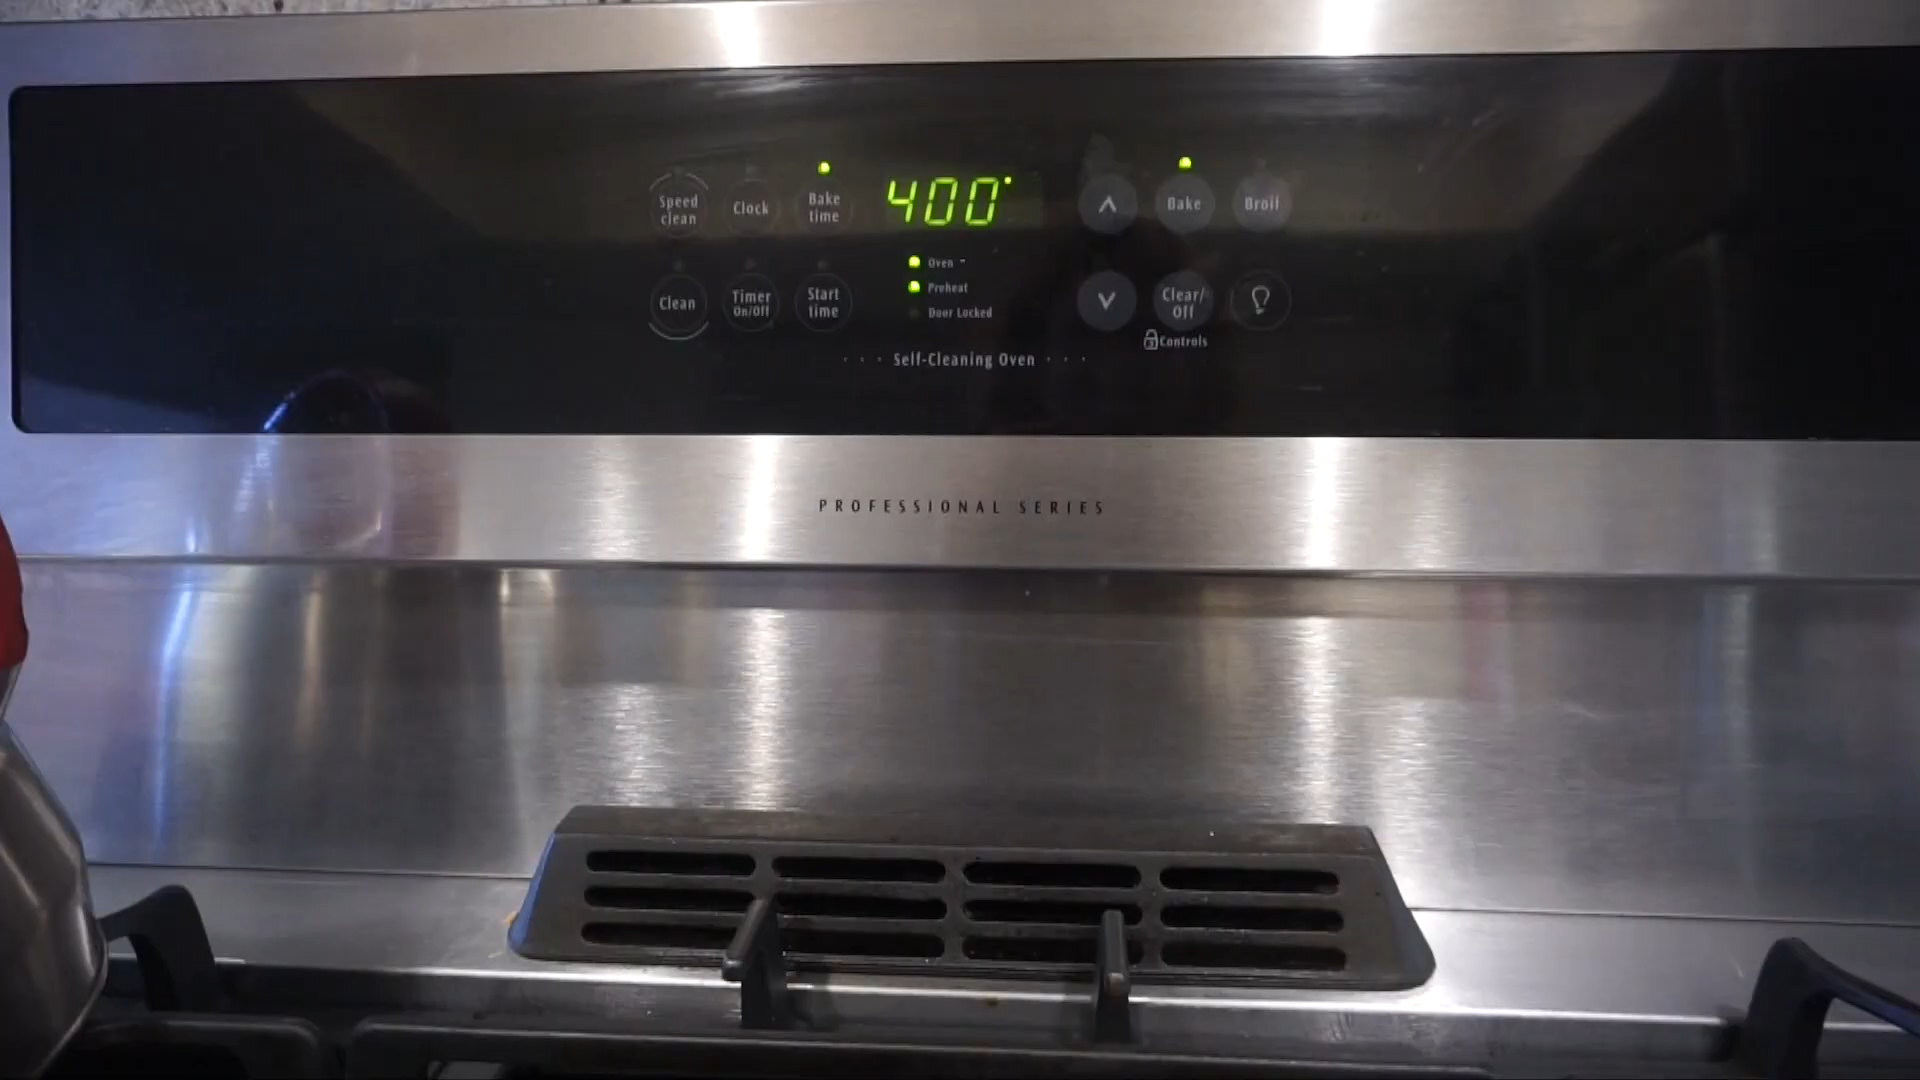 Speed
clean
Clock
Bake
time
400°
Bake
Broil
Oven
Preheat
Door Locked
Clean
Timer
On/Off
Start
time
Clear/
Off
Controls
Self-Cleaning Oven
PROFESSIONAL SERIES